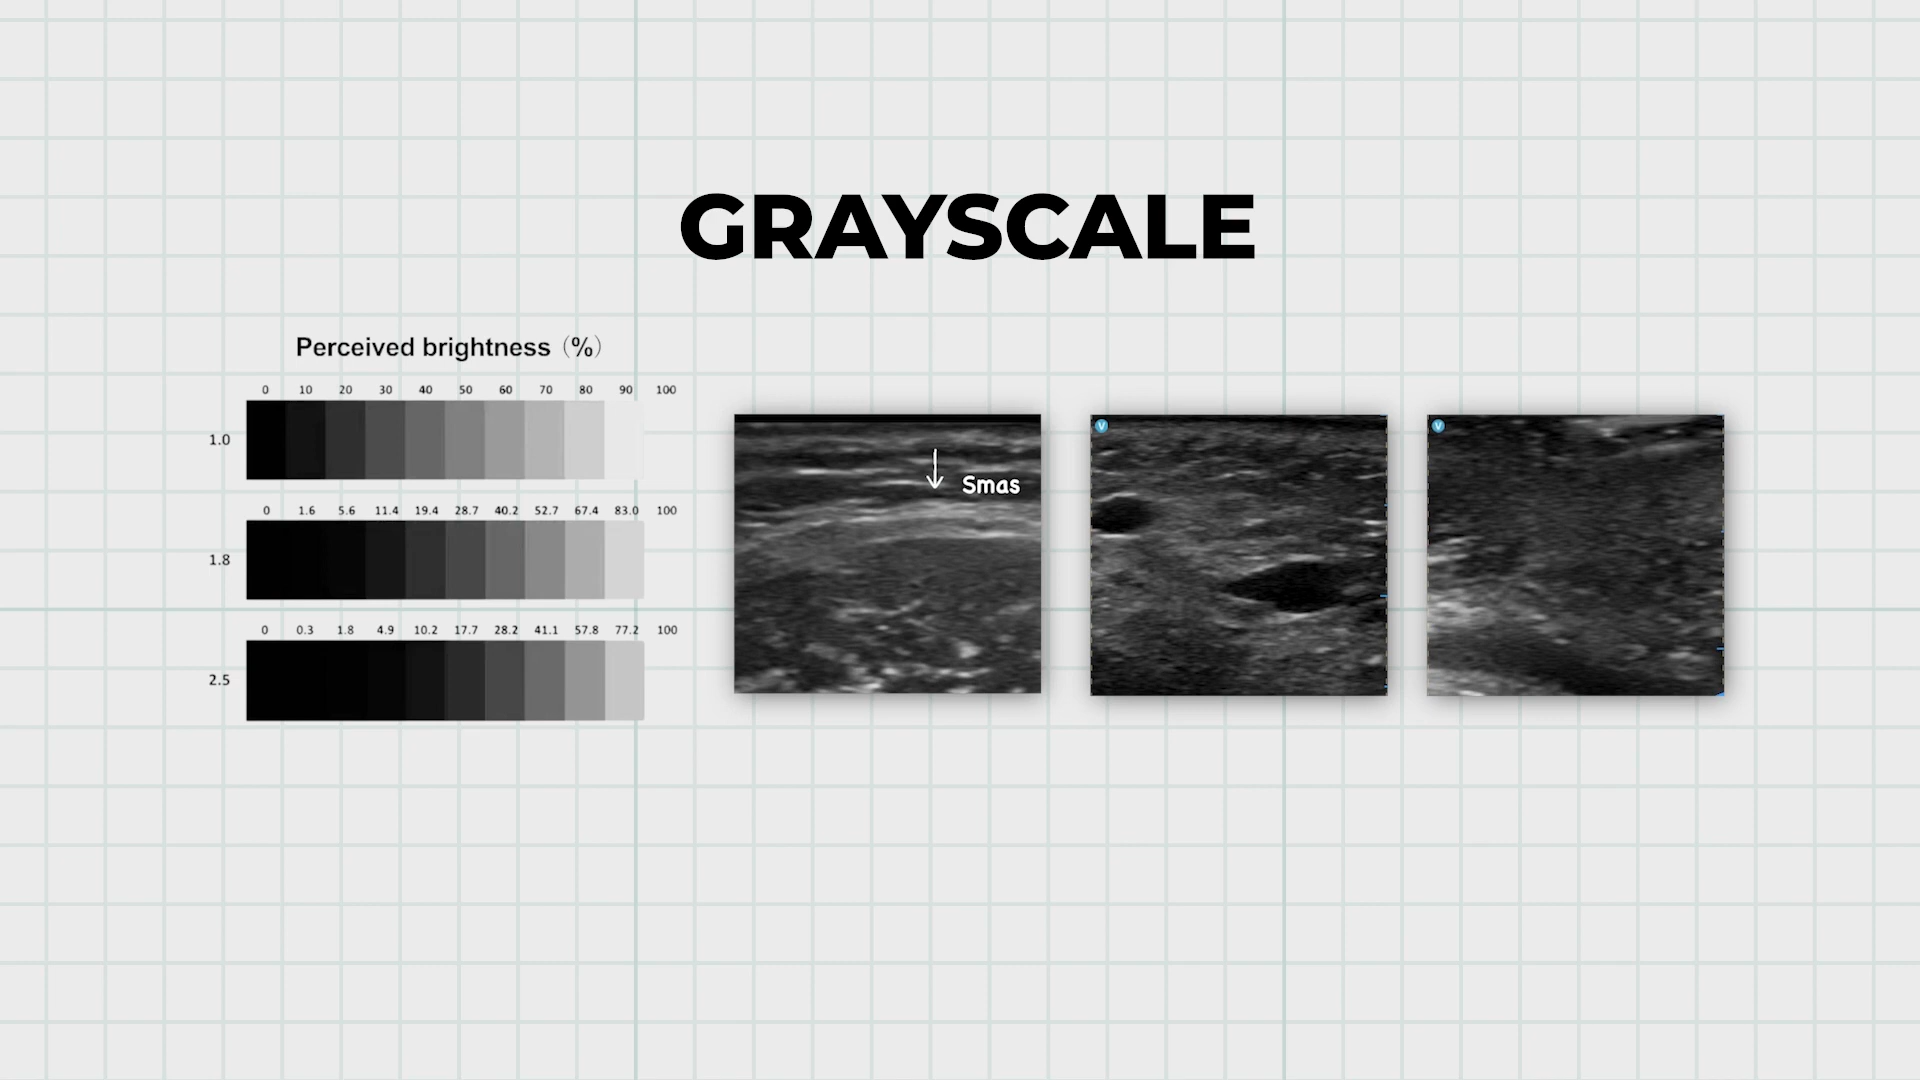 GRAYSCALE
Perceived brightness (%)
0 10 20 30 40 50 60 70 80 90 100
1.0
0 1.6 5.6 11.4 19.4 28.7 40.2 52.7 67.4 83.0 100
1.8
0 0.3 1.8 4.9 10.2 17.7 28.2 41.1 57.8 77.2 100
2.5
Smas
V
V